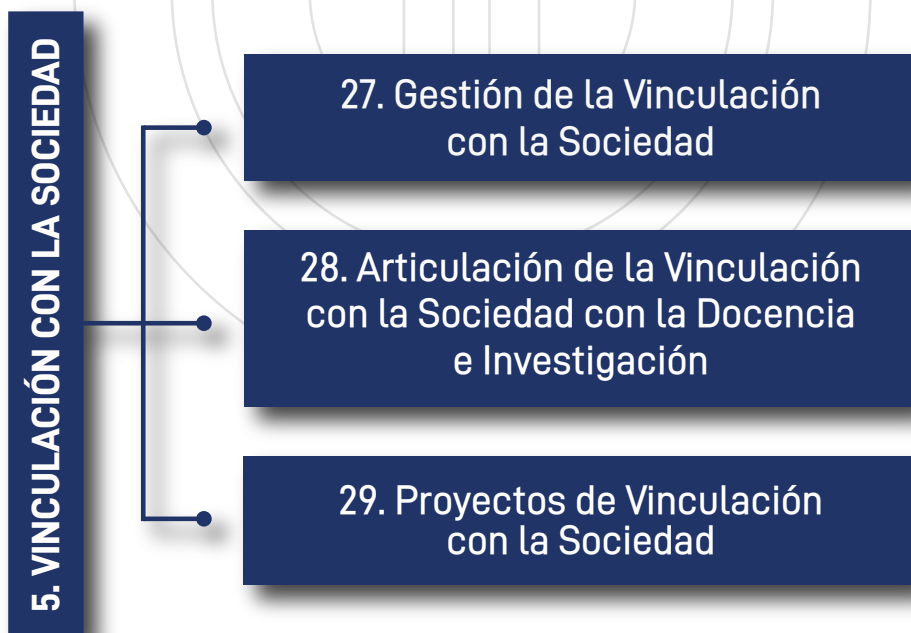 5. VINCULACIÓN CON LA SOCIEDAD
27. Gestión de la Vinculación
con la Sociedad
28. Articulación de la Vinculación
con la Sociedad con la Docencia
e Investigación
29. Proyectos de Vinculación
con la Sociedad